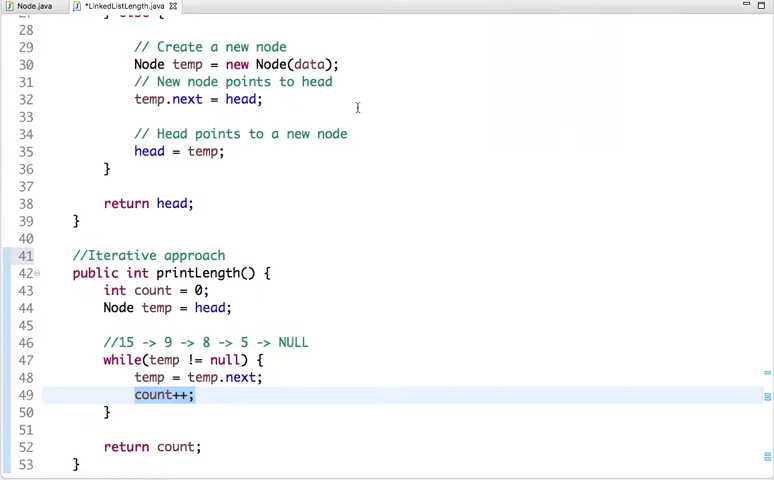 Node.java *LinkedListLength.java
27 } else {
28
29 // Create a new node
30 Node temp = new Node(data);
31 // New node points to head
32 temp.next = head;
33
34 // Head points to a new node
35 head = temp;
36 }
37
38 return head;
39 }
40
41 //Iterative approach
42 public int printLength() {
43 int count = 0;
44 Node temp = head;
45
46 //15 -> 9 -> 8 -> 5 -> NULL
47 while(temp != null) {
48 temp = temp.next;
49 count++;
50 }
51
52 return count;
53 }